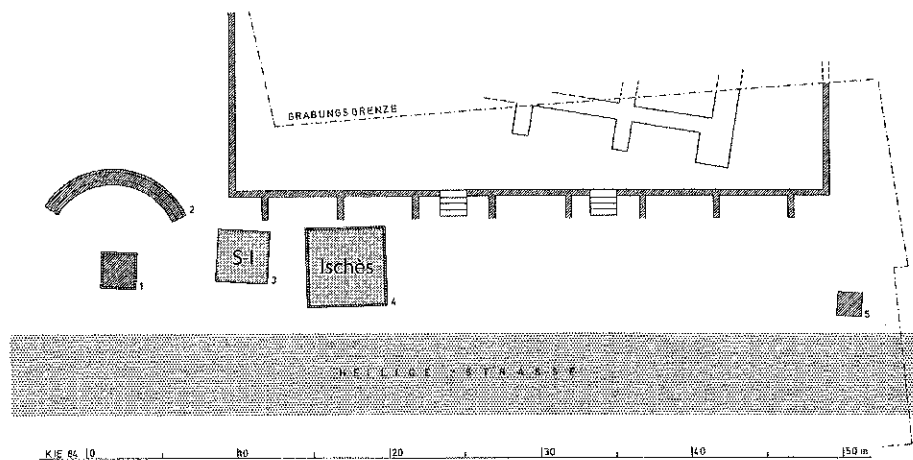 GRABUNGSGRENZE
2
S I
3
Ischès
4
1
5
HEILIGE STRASSE
KIE 84 0 10 20 30 40 50 m